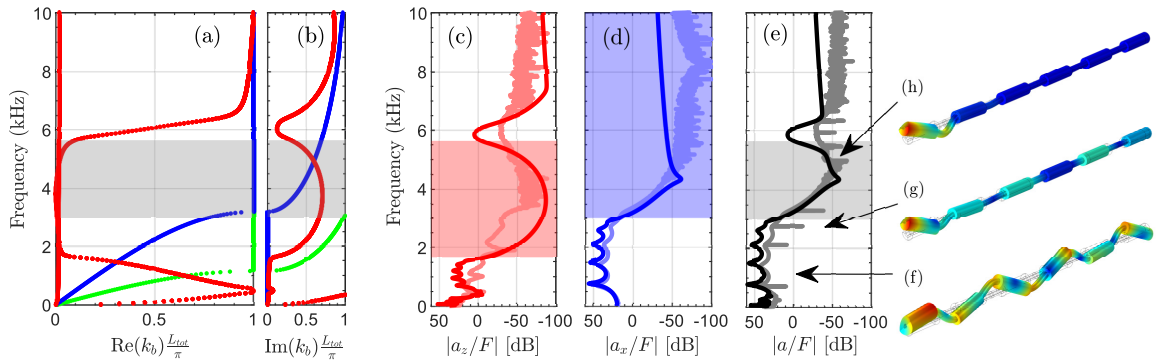 10
8
6
4
2
0
Frequency (kHz)
(a)
0
0.5
1
Re(k_b) L_tot/π
(b)
0
1
Im(k_b) L_tot/π
10
8
6
4
2
0
Frequency (kHz)
(c)
50
0
-50
-100
|a_z/F| [dB]
(d)
50
0
-50
-100
|a_x/F| [dB]
(e)
50
0
-50
-100
|a/F| [dB]
(h)
(g)
(f)